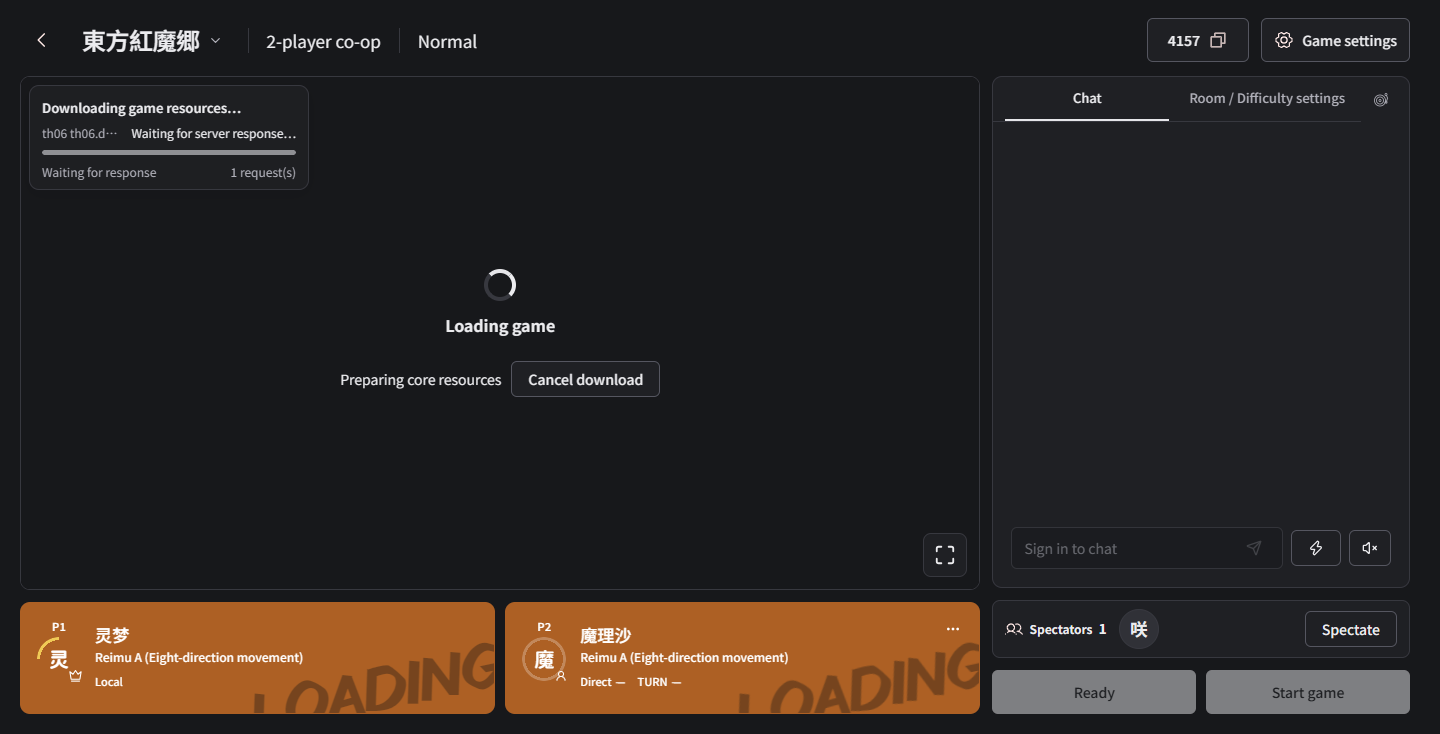 東方紅魔郷
2-player co-op
Normal
4157
Game settings
Downloading game resources…
th06 th06.d…
Waiting for server response…
Waiting for response
1 request(s)
Loading game
Preparing core resources
Cancel download
Chat
Room / Difficulty settings
Sign in to chat
P1
灵
灵梦
Reimu A (Eight-direction movement)
Local
LOADING
P2
魔
魔理沙
Reimu A (Eight-direction movement)
Direct — TURN —
LOADING
Spectators 1
咲
Spectate
Ready
Start game